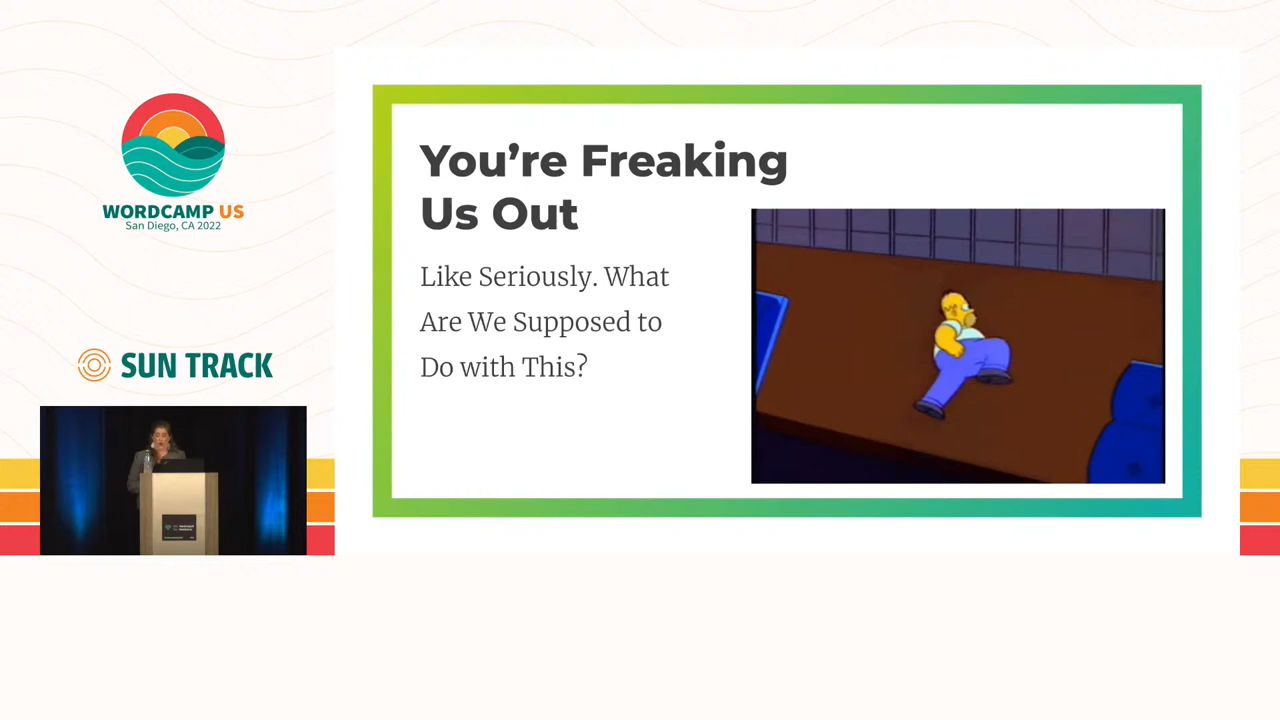 WORDCAMP US
San Diego, CA 2022
SUN TRACK
You’re Freaking
Us Out
Like Seriously. What
Are We Supposed to
Do with This?